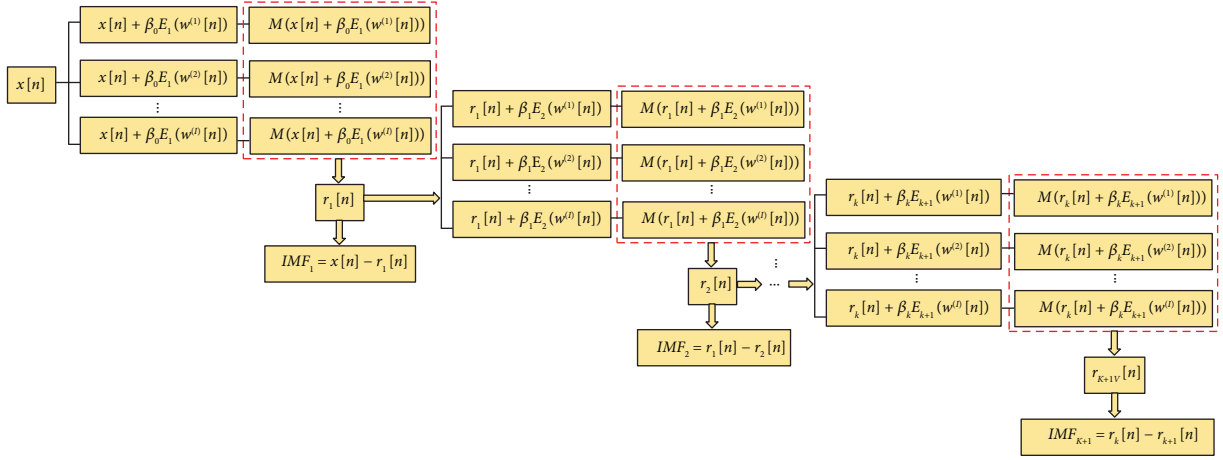 x[n]
x[n] + β₀E₁(w⁽¹⁾[n])
M(x[n] + β₀E₁(w⁽¹⁾[n]))
x[n] + β₀E₁(w⁽²⁾[n])
M(x[n] + β₀E₁(w⁽²⁾[n]))
⋮
⋮
x[n] + β₀E₁(w⁽ᴵ⁾[n])
M(x[n] + β₀E₁(w⁽ᴵ⁾[n]))
r₁[n]
IMF₁ = x[n] – r₁[n]
r₁[n] + β₁E₂(w⁽¹⁾[n])
M(r₁[n] + β₁E₂(w⁽¹⁾[n]))
r₁[n] + β₁E₂(w⁽²⁾[n])
M(r₁[n] + β₁E₂(w⁽²⁾[n]))
⋮
⋮
r₁[n] + β₁E₂(w⁽ᴵ⁾[n])
M(r₁[n] + β₁E₂(w⁽ᴵ⁾[n]))
r₂[n]
⋮
...
IMF₂ = r₁[n] – r₂[n]
rₖ[n] + βₖEₖ₊₁(w⁽¹⁾[n])
M(rₖ[n] + βₖEₖ₊₁(w⁽¹⁾[n]))
rₖ[n] + βₖEₖ₊₁(w⁽²⁾[n])
M(rₖ[n] + βₖEₖ₊₁(w⁽²⁾[n]))
⋮
⋮
rₖ[n] + βₖEₖ₊₁(w⁽ᴵ⁾[n])
M(rₖ[n] + βₖEₖ₊₁(w⁽ᴵ⁾[n]))
r_{K+1V}[n]
IMF_{K+1} = rₖ[n] – rₖ₊₁[n]